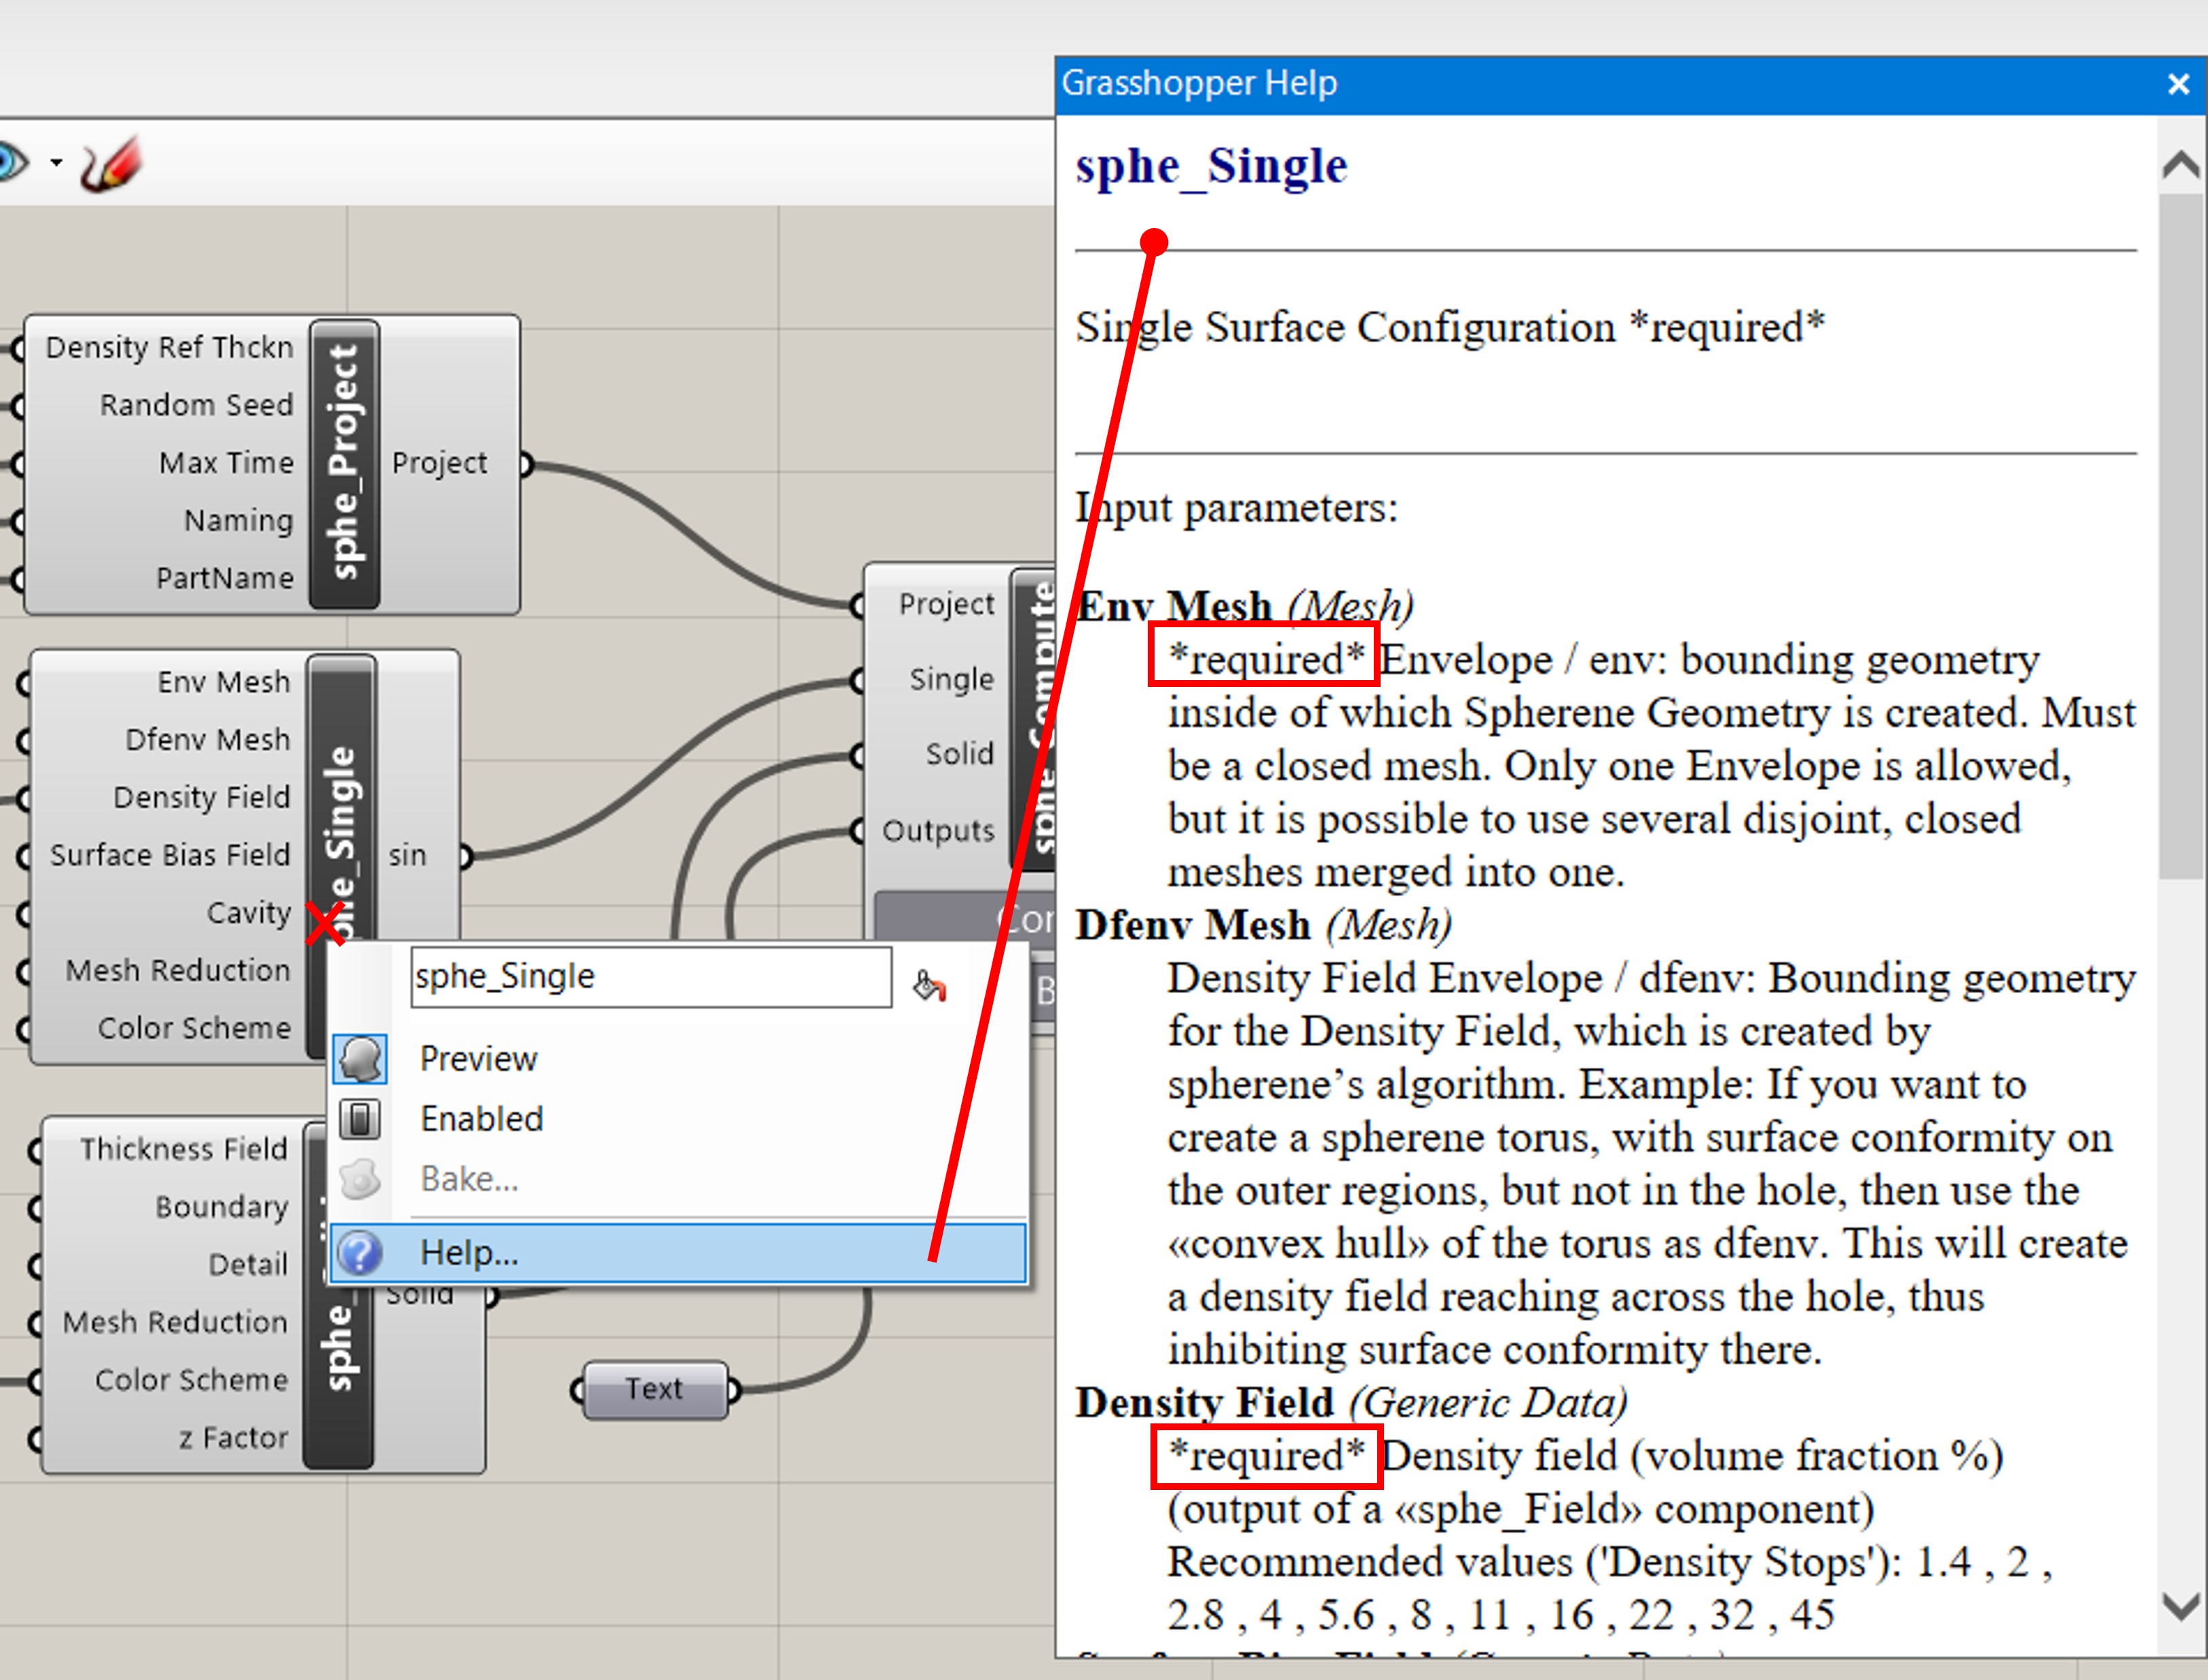 Grasshopper Help
sphe_Single
Single Surface Configuration *required*
Input parameters:
Env Mesh (Mesh)
*required* Envelope / env: bounding geometry
inside of which Spherene Geometry is created. Must
be a closed mesh. Only one Envelope is allowed,
but it is possible to use several disjoint, closed
meshes merged into one.
Dfenv Mesh (Mesh)
Density Field Envelope / dfenv: Bounding geometry
for the Density Field, which is created by
spherene’s algorithm. Example: If you want to
create a spherene torus, with surface conformity on
the outer regions, but not in the hole, then use the
«convex hull» of the torus as dfenv. This will create
a density field reaching across the hole, thus
inhibiting surface conformity there.
Density Field (Generic Data)
*required* Density field (volume fraction %)
(output of a «sphe_Field» component)
Recommended values ('Density Stops'): 1.4 , 2 ,
2.8 , 4 , 5.6 , 8 , 11 , 16 , 22 , 32 , 45
Density Ref Thckn
Random Seed
Max Time
Naming
PartName
sphe_Project
Project
Env Mesh
Dfenv Mesh
Density Field
Surface Bias Field
Cavity
Mesh Reduction
Color Scheme
sphe_Single
sin
Project
Single
Solid
Outputs
sphe_Compute
sphe_Single
Preview
Enabled
Bake...
Help...
Thickness Field
Boundary
Detail
Mesh Reduction
Color Scheme
z Factor
sphe_
Solid
Text